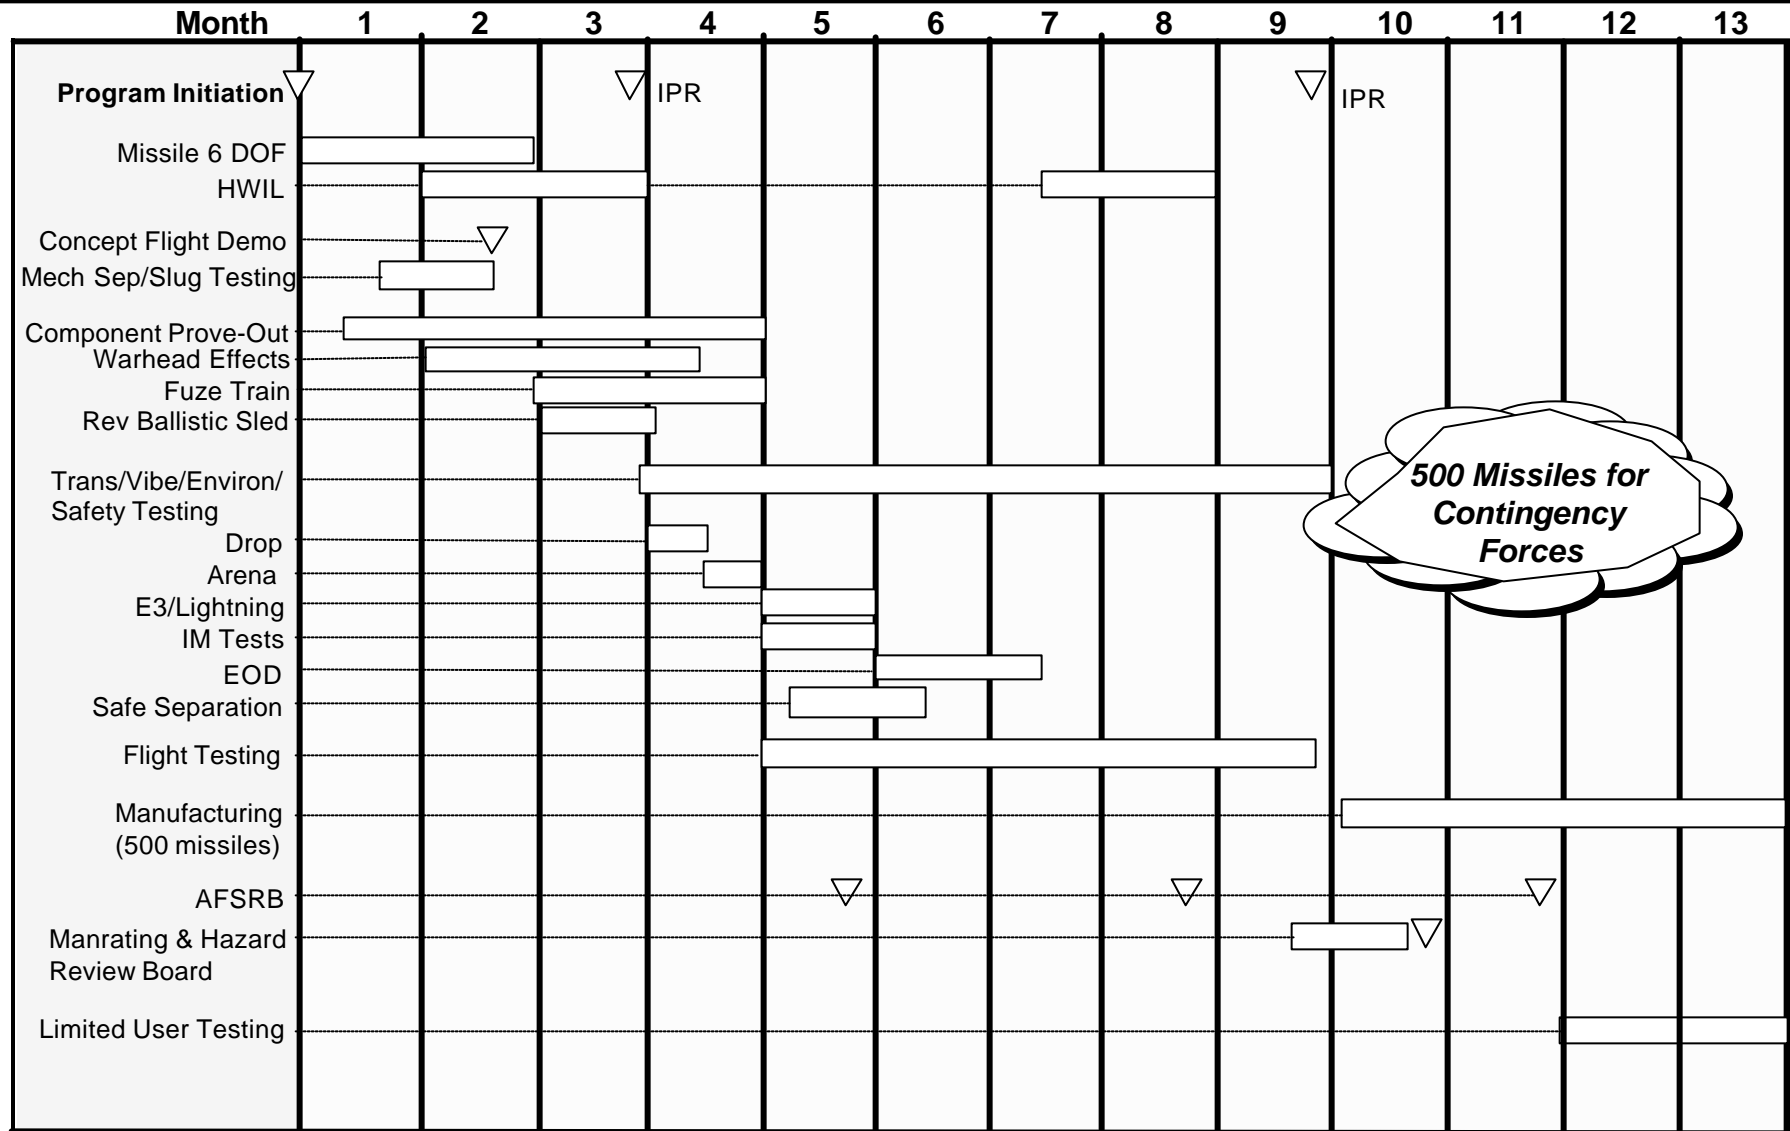 Month 1 2 3 4 5 6 7 8 9 10 11 12 13
Program Initiation IPR IPR
Missile 6 DOF
HWIL
Concept Flight Demo
Mech Sep/Slug Testing
Component Prove-Out
Warhead Effects
Fuze Train
Rev Ballistic Sled
Trans/Vibe/Environ/
Safety Testing
Drop
Arena
E3/Lightning
IM Tests
EOD
Safe Separation
Flight Testing
Manufacturing
(500 missiles)
AFSRB
Manrating & Hazard
Review Board
Limited User Testing
500 Missiles for
Contingency
Forces